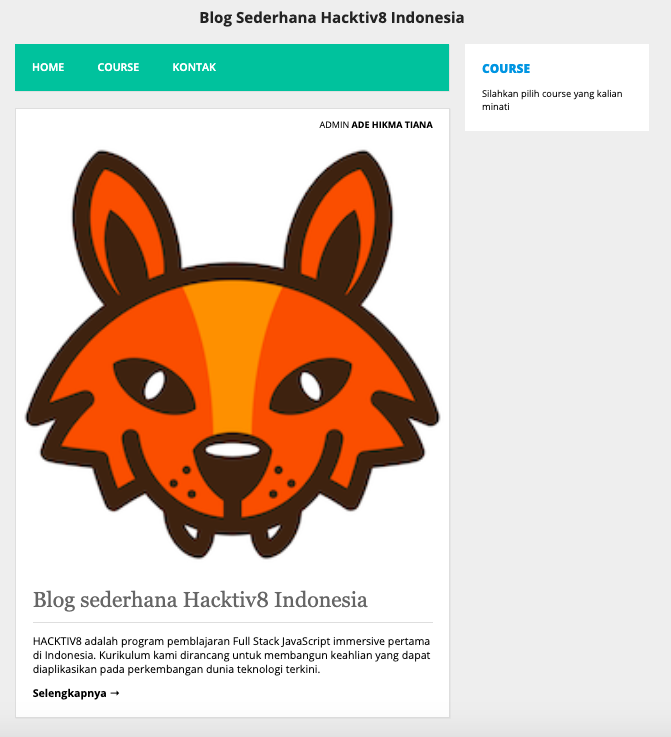 Blog Sederhana Hacktiv8 Indonesia
HOME COURSE KONTAK
ADMIN ADE HIKMA TIANA
Blog sederhana Hacktiv8 Indonesia
HACKTIV8 adalah program pemblajaran Full Stack JavaScript immersive pertama
di Indonesia. Kurikulum kami dirancang untuk membangun keahlian yang dapat
diaplikasikan pada perkembangan dunia teknologi terkini.
Selengkapnya →
COURSE
Silahkan pilih course yang kalian
minati